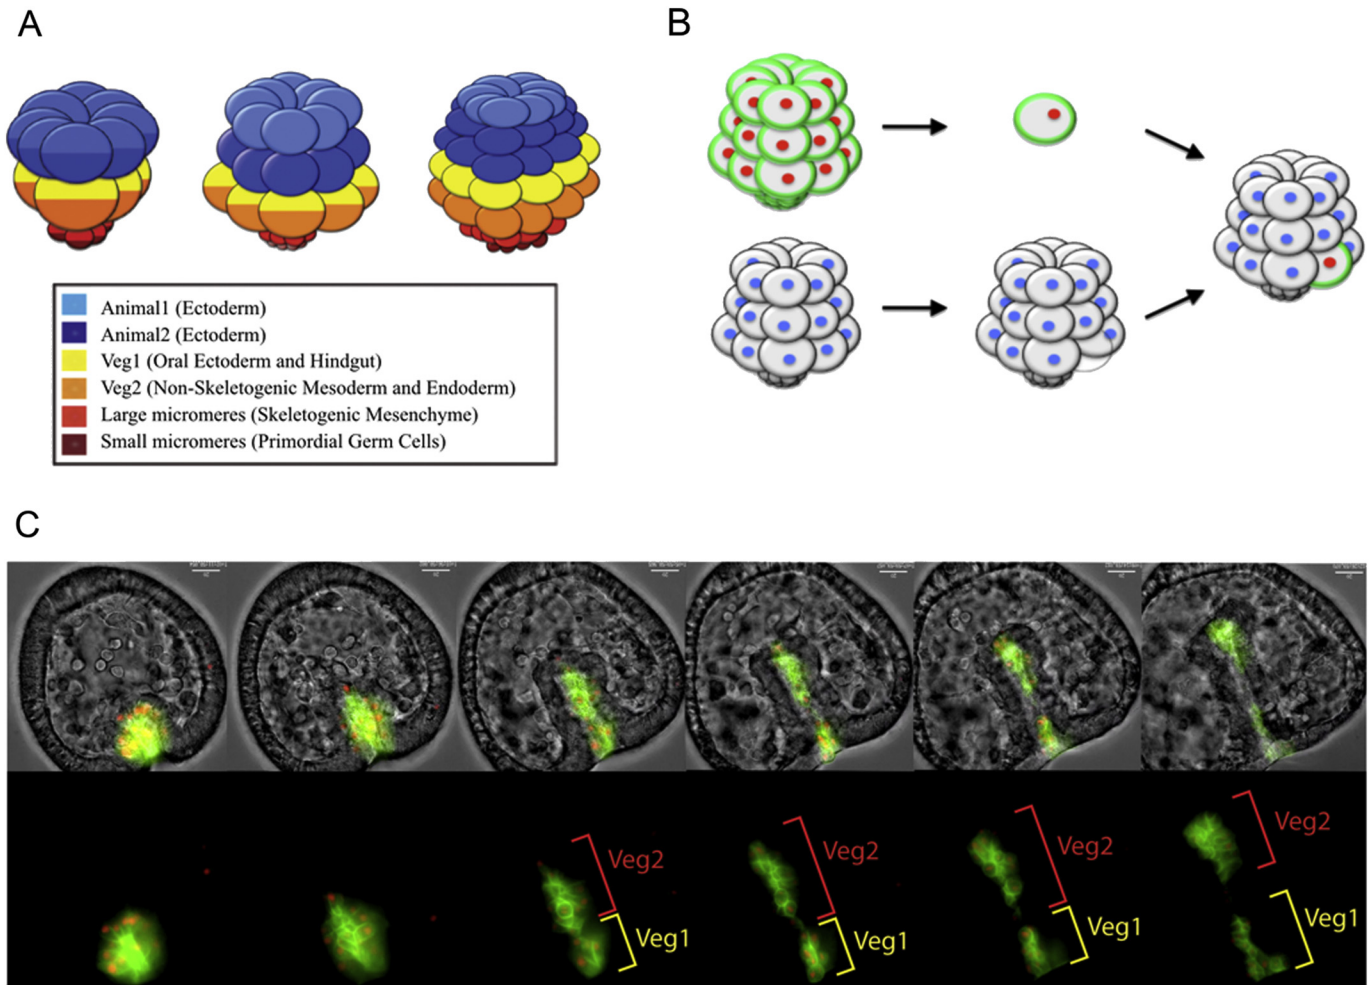 A
B
Animal1 (Ectoderm)
Animal2 (Ectoderm)
Veg1 (Oral Ectoderm and Hindgut)
Veg2 (Non-Skeletogenic Mesoderm and Endoderm)
Large micromeres (Skeletogenic Mesenchyme)
Small micromeres (Primordial Germ Cells)
C
Veg2
Veg1
Veg2
Veg1
Veg2
Veg1
Veg2
Veg1